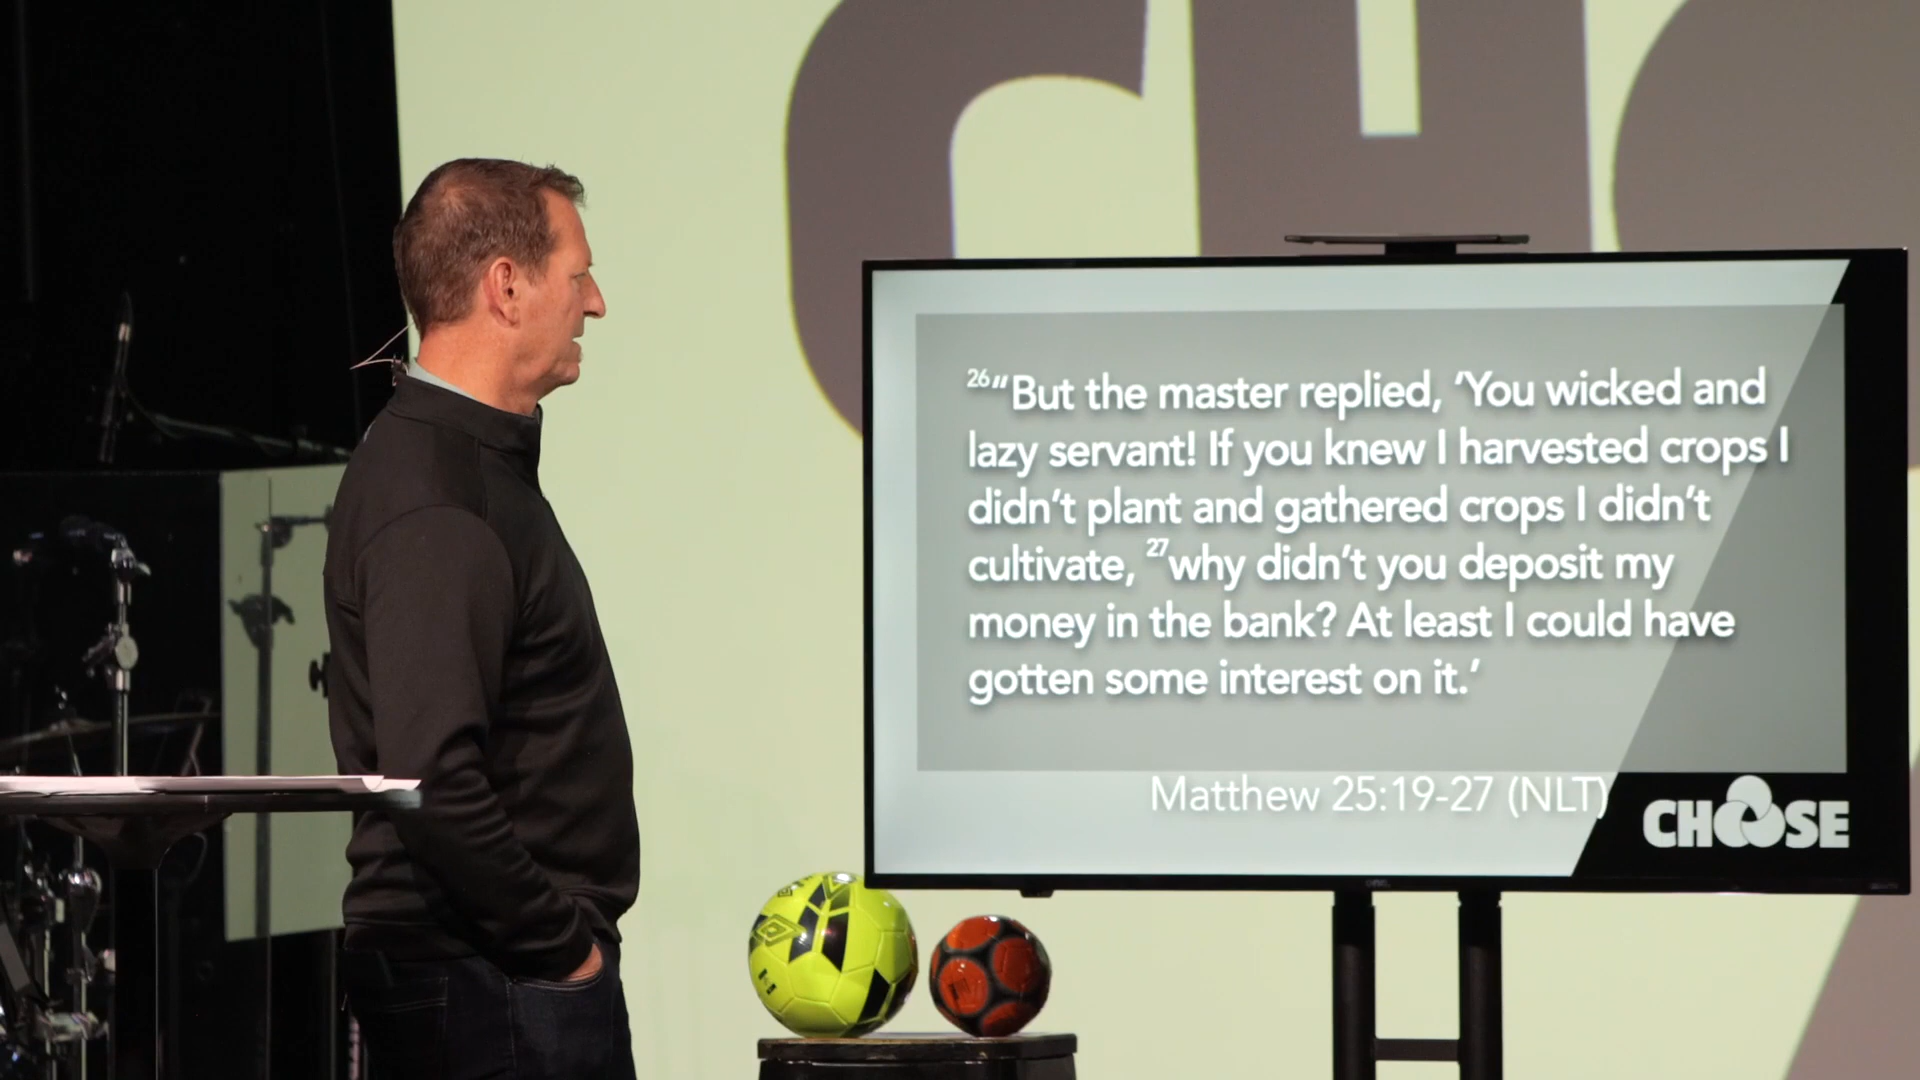 CHO
²⁶“But the master replied, ‘You wicked and
lazy servant! If you knew I harvested crops I
didn’t plant and gathered crops I didn’t
cultivate, ²⁷why didn’t you deposit my
money in the bank? At least I could have
gotten some interest on it.’
Matthew 25:19-27 (NLT)
CHOOSE